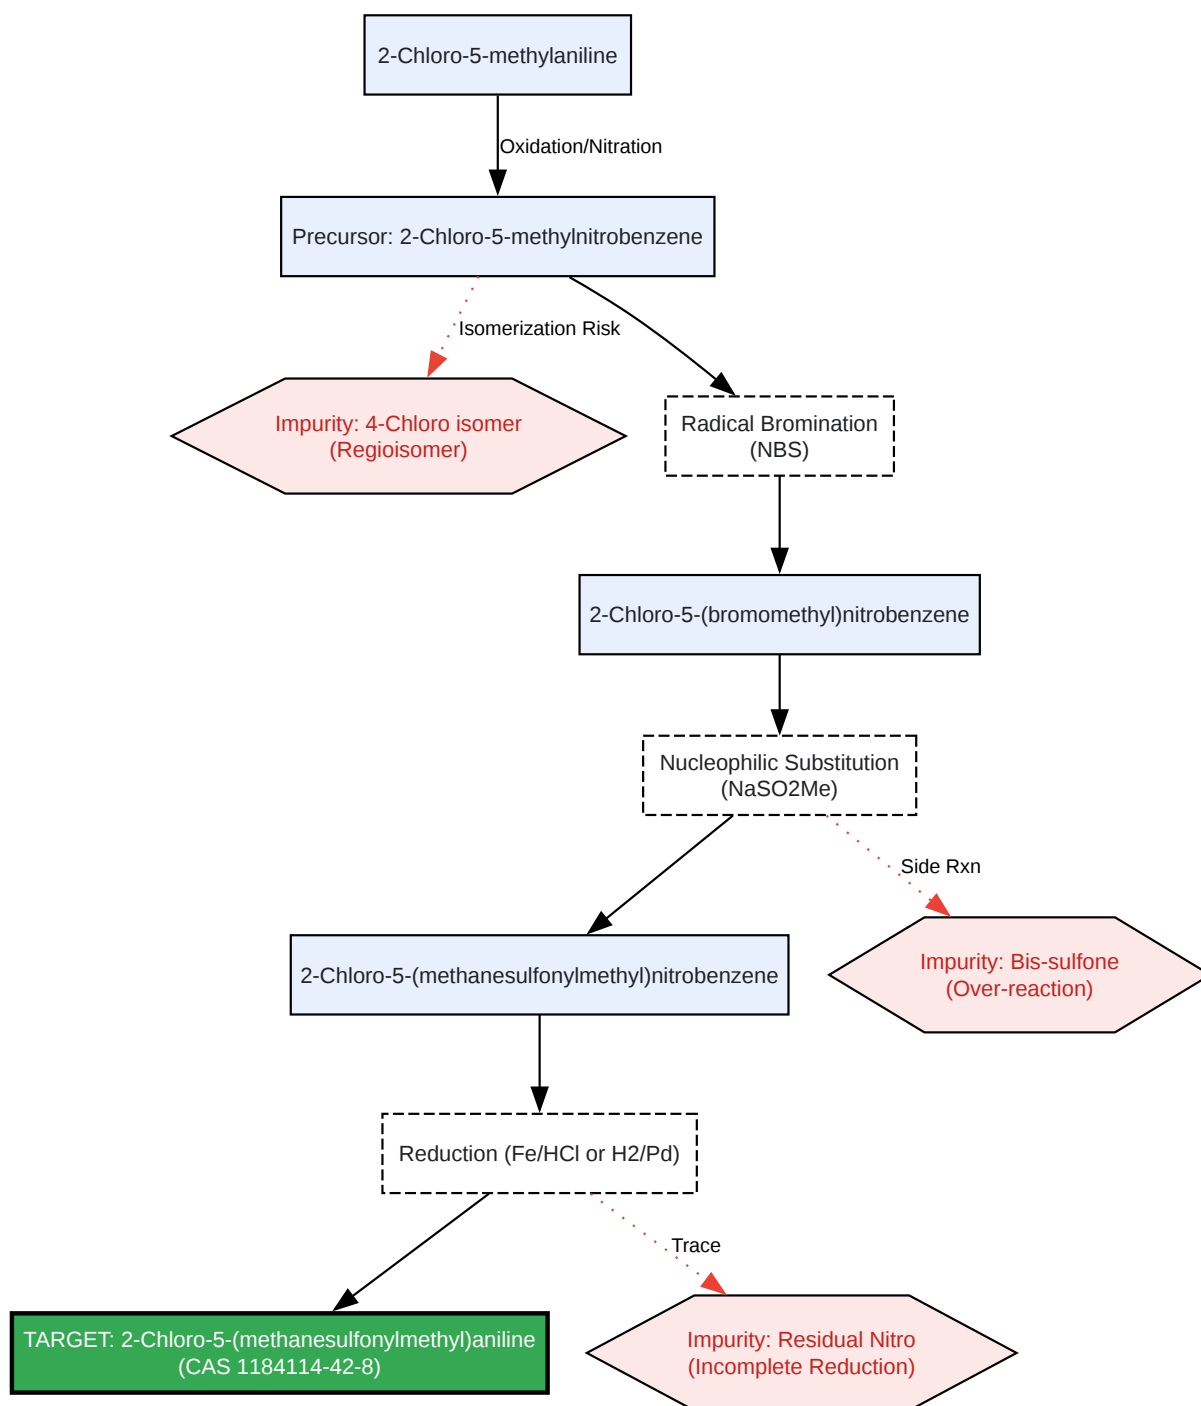 2-Chloro-5-methylaniline
Oxidation/Nitration
Precursor: 2-Chloro-5-methylnitrobenzene
Isomerization Risk
Impurity: 4-Chloro isomer
(Regioisomer)
Radical Bromination
(NBS)
2-Chloro-5-(bromomethyl)nitrobenzene
Nucleophilic Substitution
(NaSO2Me)
Side Rxn
2-Chloro-5-(methanesulfonylmethyl)nitrobenzene
Impurity: Bis-sulfone
(Over-reaction)
Reduction (Fe/HCl or H2/Pd)
Trace
TARGET: 2-Chloro-5-(methanesulfonylmethyl)aniline
(CAS 1184114-42-8)
Impurity: Residual Nitro
(Incomplete Reduction)